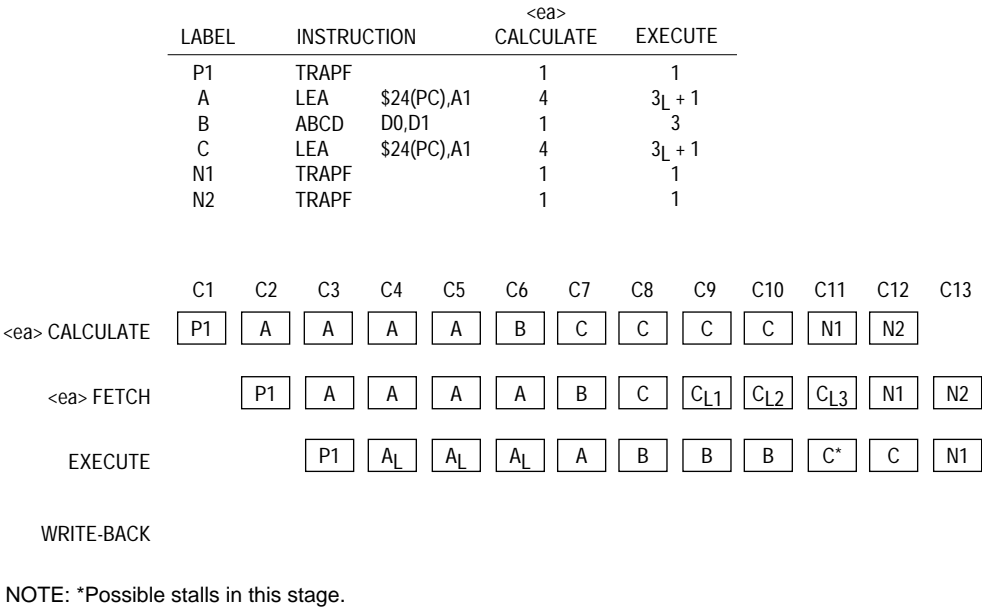 <ea>
LABEL INSTRUCTION CALCULATE EXECUTE
P1 TRAPF 1 1
A LEA $24(PC),A1 4 3L + 1
B ABCD D0,D1 1 3
C LEA $24(PC),A1 4 3L + 1
N1 TRAPF 1 1
N2 TRAPF 1 1
C1 C2 C3 C4 C5 C6 C7 C8 C9 C10 C11 C12 C13
<ea> CALCULATE P1 A A A A B C C C C N1 N2
<ea> FETCH P1 A A A A B C CL1 CL2 CL3 N1 N2
EXECUTE P1 AL AL AL A B B B C* C N1
WRITE-BACK
NOTE: *Possible stalls in this stage.